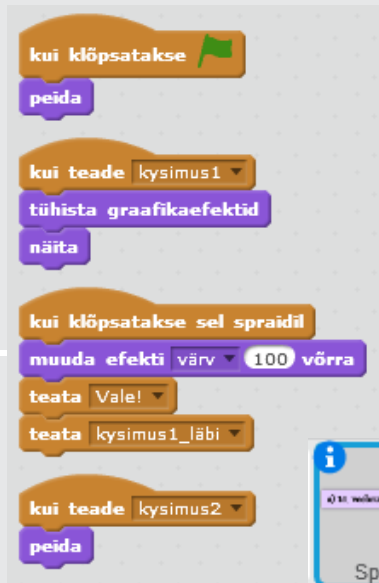 kui klõpsatakse
peida
kui teade kysimus1
tühista graafikaefektid
näita
kui klõpsatakse sel spraidil
muuda efekti värv 100 võrra
teata Vale!
teata kysimus1_läbi
kui teade kysimus2
peida
i
Sp